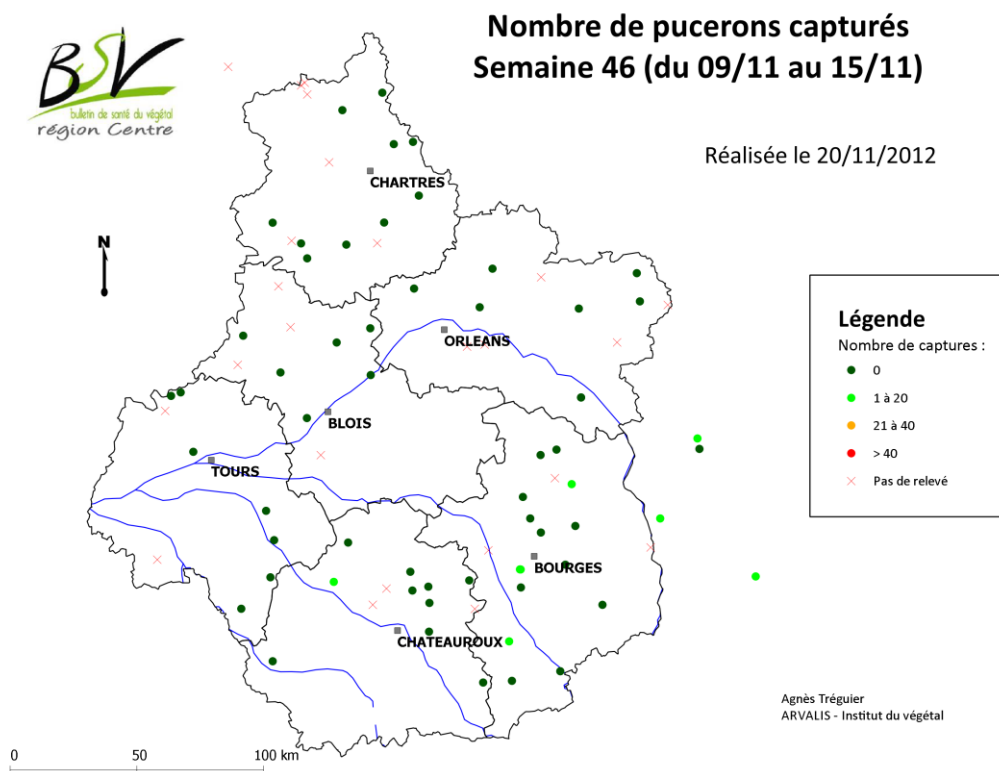 Nombre de pucerons capturés
Semaine 46 (du 09/11 au 15/11)
BSV
bulletin de santé du végétal
région Centre
Réalisée le 20/11/2012
CHARTRES
N
ORLEANS
BLOIS
TOURS
BOURGES
CHATEAUROUX
Légende
Nombre de captures :
0
1 à 20
21 à 40
> 40
Pas de relevé
Agnès Tréguier
ARVALIS - Institut du végétal
0 50 100 km